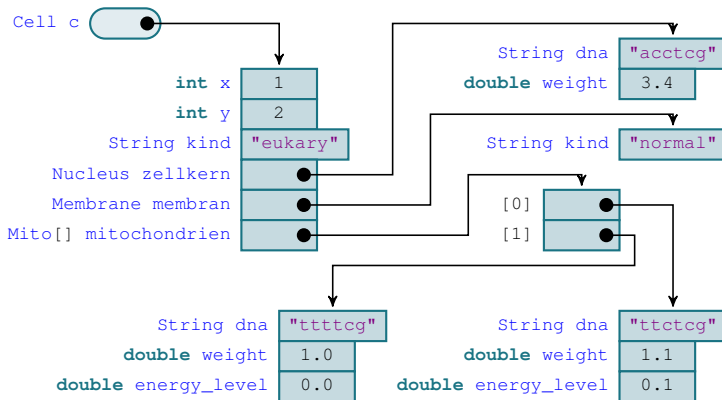 Cell c
String dna "acctcg"
double weight 3.4
int x 1
int y 2
String kind "eukary"
String kind "normal"
Nucleus zellkern
Membrane membran
Mito[] mitochondrien
[0]
[1]
String dna "ttttcg"
double weight 1.0
double energy_level 0.0
String dna "ttctcg"
double weight 1.1
double energy_level 0.1